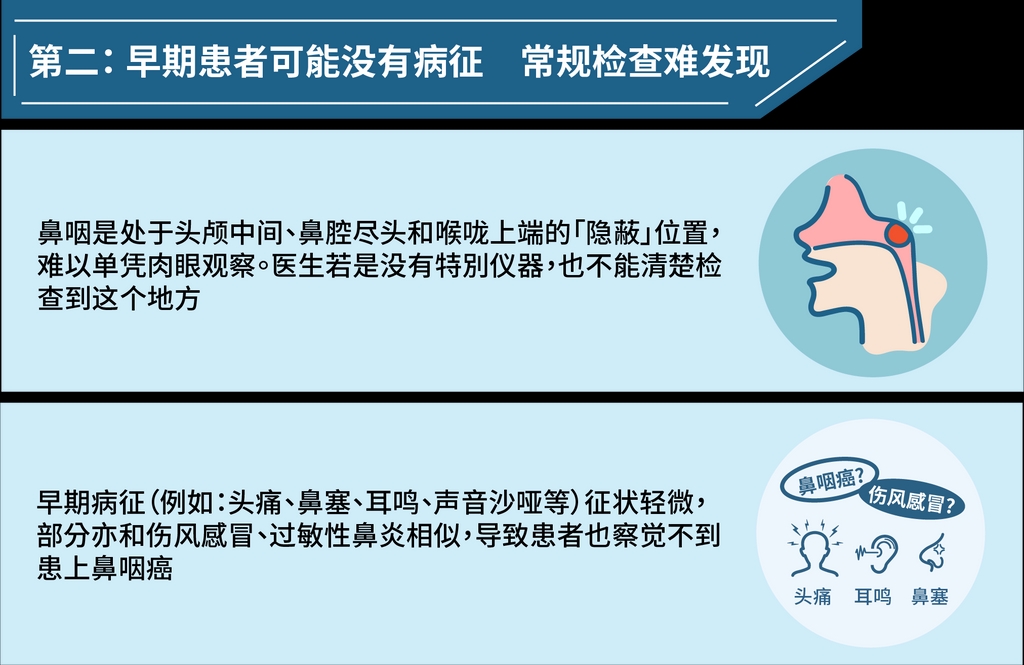 第二：早期患者可能没有病征　常规检查难发现
鼻咽是处于头颅中间、鼻腔尽头和喉咙上端的「隐蔽」位置，
难以单凭肉眼观察。医生若是没有特別仪器，也不能清楚检
查到这个地方
早期病征（例如：头痛、鼻塞、耳鸣、声音沙哑等）征状轻微，
部分亦和伤风感冒、过敏性鼻炎相似，导致患者也察觉不到
患上鼻咽癌
鼻咽癌?
伤风感冒?
头痛 耳鸣 鼻塞